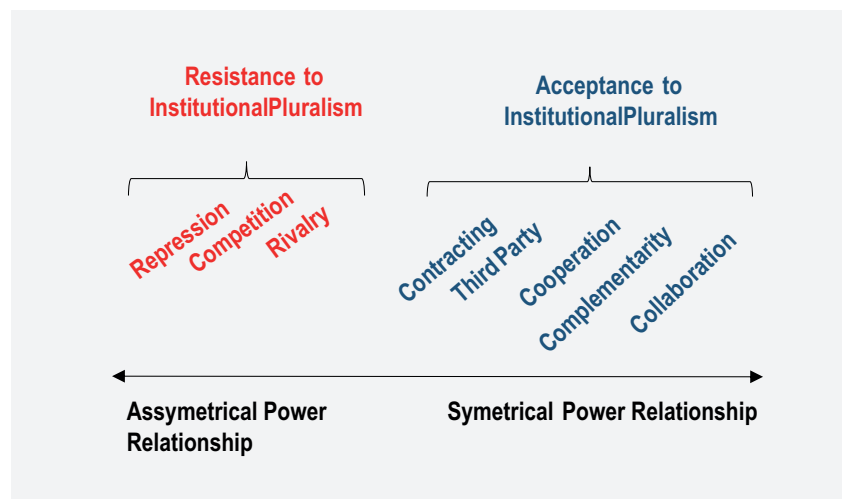 Resistance to
InstitutionalPluralism
Acceptance to
InstitutionalPluralism
Repression
Competition
Rivalry
Contracting
Third Party
Cooperation
Complementarity
Collaboration
Assymetrical Power
Relationship
Symetrical Power Relationship